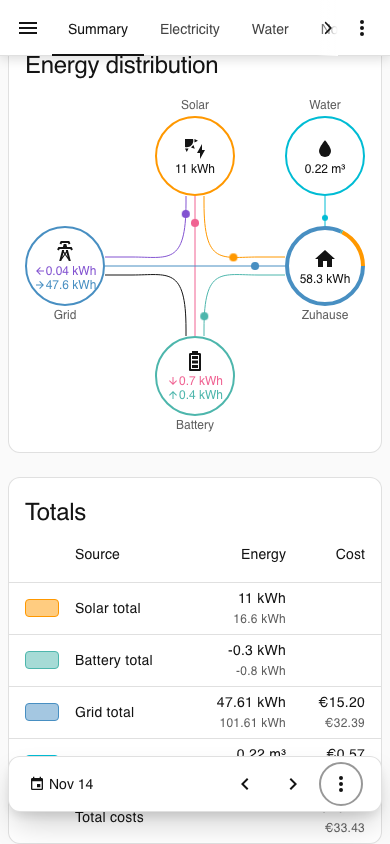 Summary Electricity Water
Energy distribution
Solar
Water
11 kWh
0.22 m³
←0.04 kWh
→47.6 kWh
58.3 kWh
Grid
Zuhause
↓0.7 kWh
↑0.4 kWh
Battery
Totals
Source Energy Cost
Solar total 11 kWh
16.6 kWh
Battery total -0.3 kWh
-0.8 kWh
Grid total 47.61 kWh €15.20
101.61 kWh €32.39
0.22 m³ €0.57
Nov 14
Total costs
€33.43